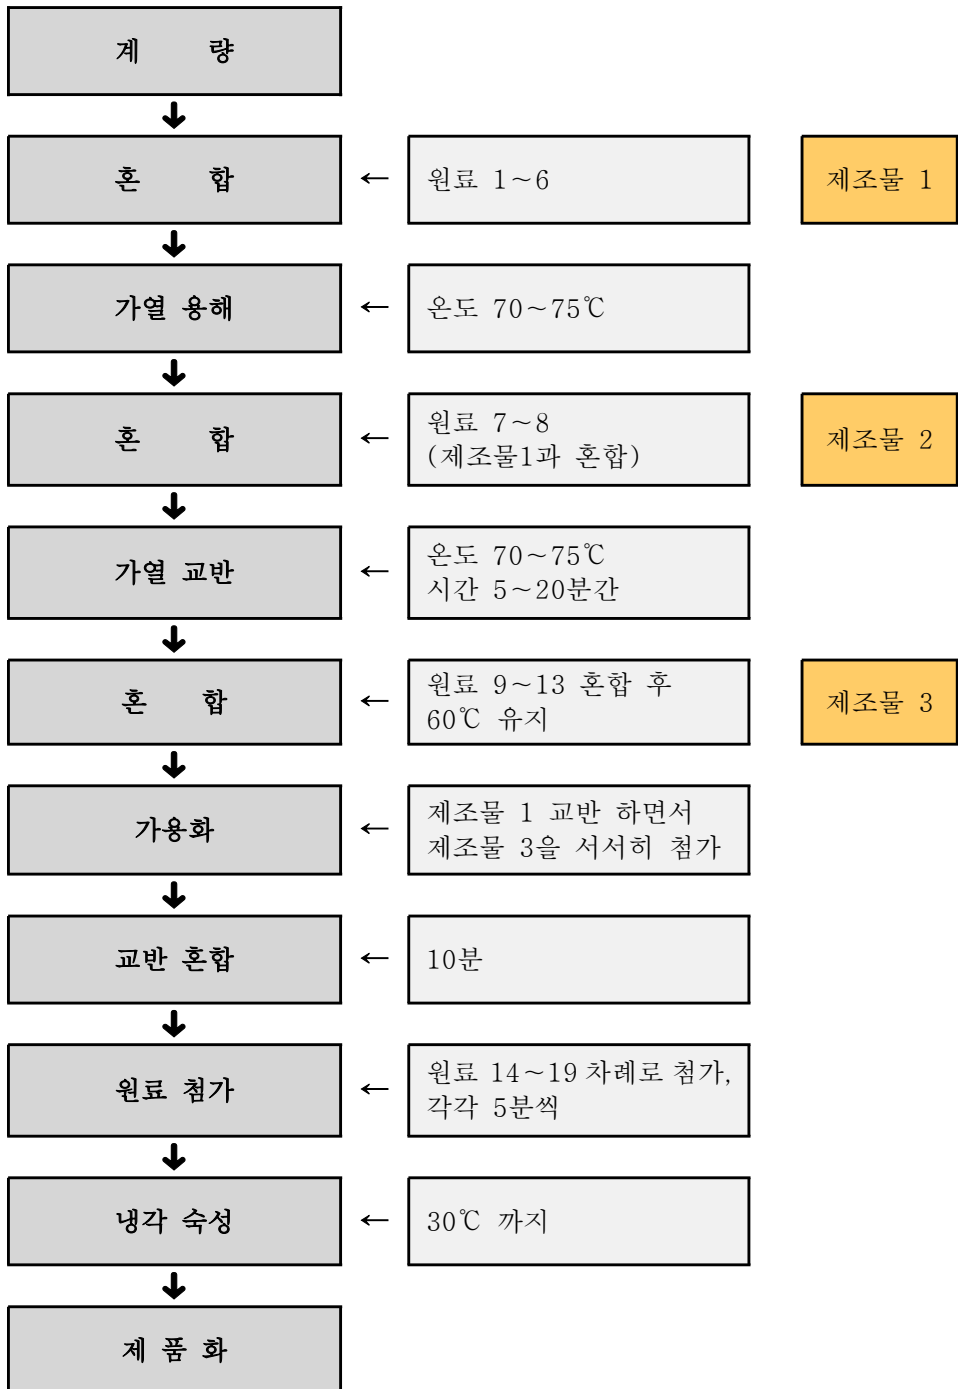 계 량
혼 합
원료 1~6
제조물 1
가열 용해
온도 70~75℃
혼 합
원료 7~8
(제조물1과 혼합)
제조물 2
가열 교반
온도 70~75℃
시간 5~20분간
혼 합
원료 9~13 혼합 후
60℃ 유지
제조물 3
가용화
제조물 1 교반 하면서
제조물 3을 서서히 첨가
교반 혼합
10분
원료 첨가
원료 14~19 차례로 첨가,
각각 5분씩
냉각 숙성
30℃ 까지
제 품 화